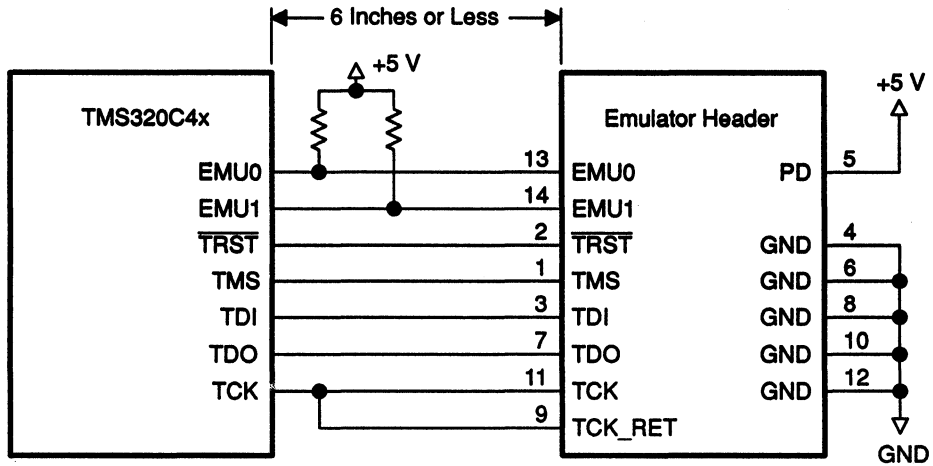 6 Inches or Less
+5 V
+5 V
TMS320C4x
Emulator Header
EMU0 13 EMU0 PD 5
EMU1 14 EMU1
TRST 2 TRST GND 4
TMS 1 TMS GND 6
TDI 3 TDI GND 8
TDO 7 TDO GND 10
TCK 11 TCK GND 12
9 TCK_RET
GND